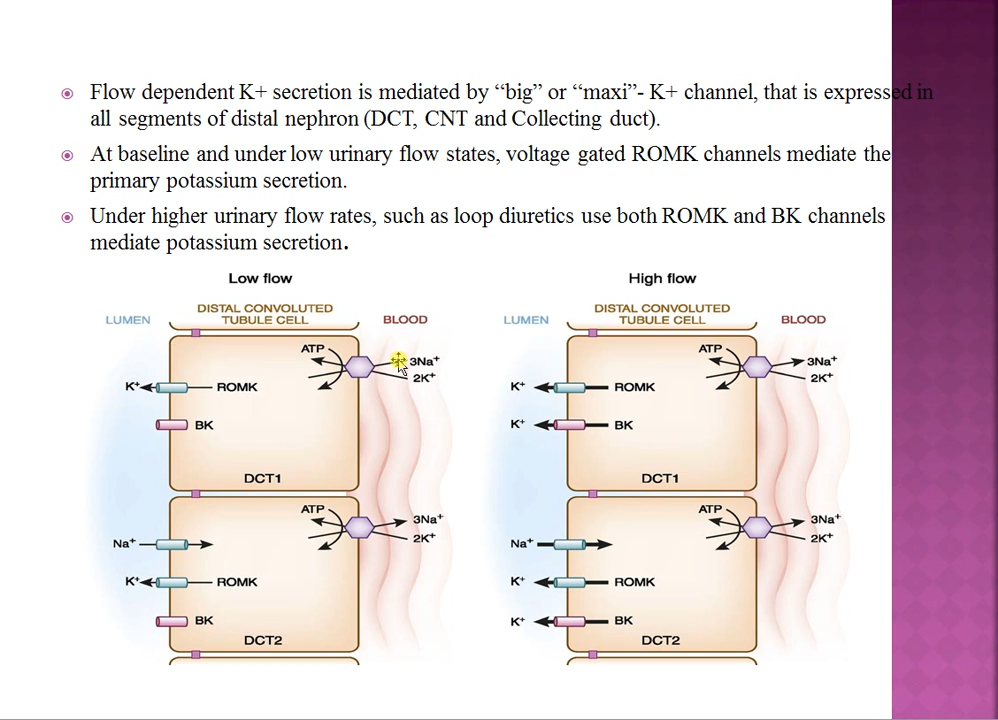 Flow dependent K+ secretion is mediated by “big” or “maxi”- K+ channel, that is expressed in
all segments of distal nephron (DCT, CNT and Collecting duct).
At baseline and under low urinary flow states, voltage gated ROMK channels mediate the
primary potassium secretion.
Under higher urinary flow rates, such as loop diuretics use both ROMK and BK channels
mediate potassium secretion.
Low flow
DISTAL CONVOLUTED
LUMEN TUBULE CELL BLOOD
ATP
3Na+
2K+
K+ ROMK
BK
DCT1
ATP
3Na+
2K+
Na+
K+ ROMK
BK
DCT2
High flow
DISTAL CONVOLUTED
LUMEN TUBULE CELL BLOOD
ATP
3Na+
2K+
K+ ROMK
K+ BK
DCT1
ATP
3Na+
2K+
Na+
K+ ROMK
K+ BK
DCT2